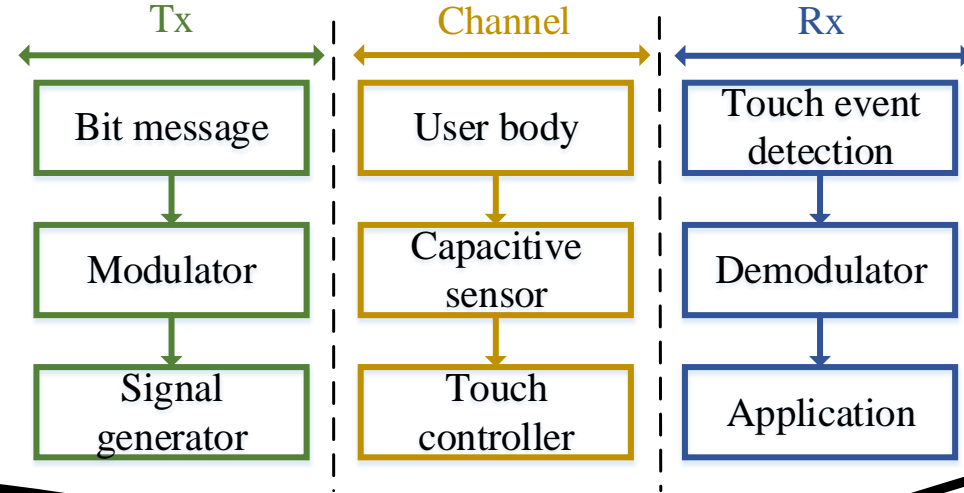 Tx
Channel
Rx
Bit message
User body
Touch event
detection
Modulator
Capacitive
sensor
Demodulator
Signal
generator
Touch
controller
Application